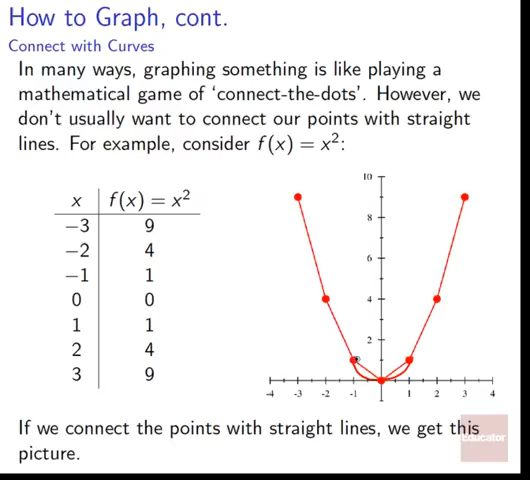 How to Graph, cont.
Connect with Curves
In many ways, graphing something is like playing a
mathematical game of ‘connect-the-dots’. However, we
don’t usually want to connect our points with straight
lines. For example, consider f(x) = x²:
x f(x) = x²
−3 9
−2 4
−1 1
0 0
1 1
2 4
3 9
10
8
6
4
2
-4 -3 -2 -1 1 2 3 4
If we connect the points with straight lines, we get this
picture.
Educator